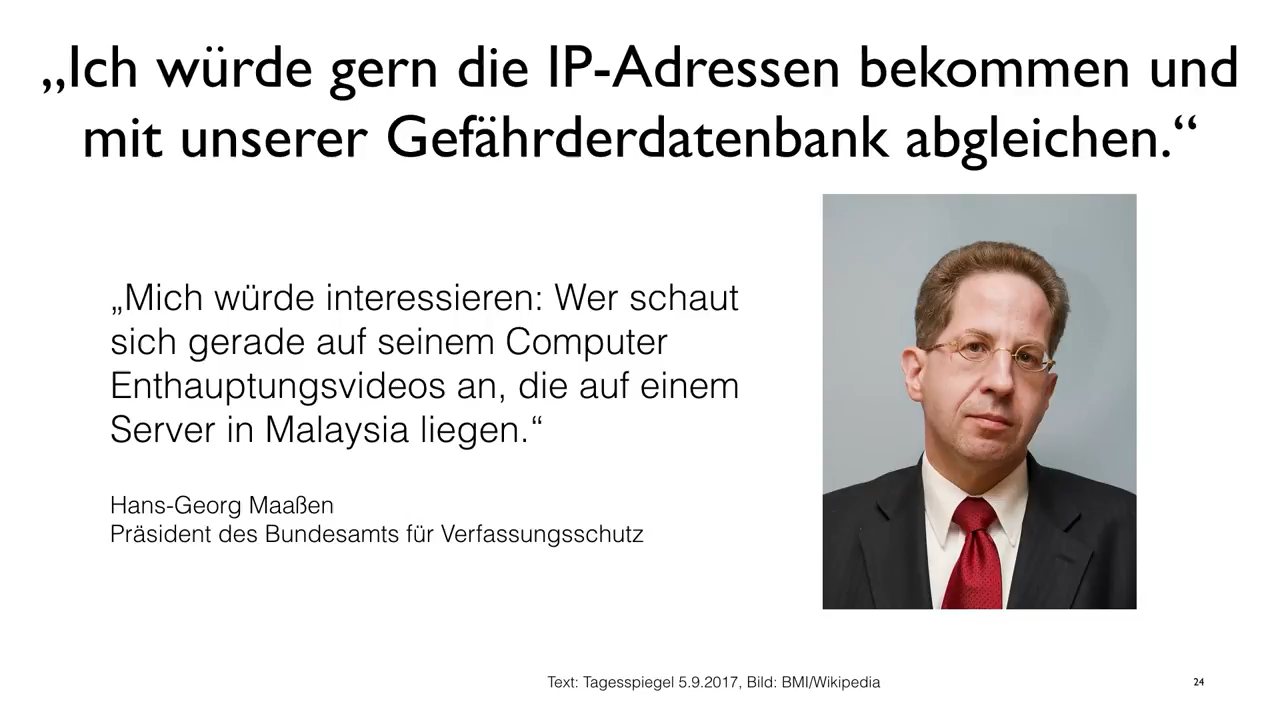 „Ich würde gern die IP-Adressen bekommen und
mit unserer Gefährderdatenbank abgleichen.“
„Mich würde interessieren: Wer schaut
sich gerade auf seinem Computer
Enthauptungsvideos an, die auf einem
Server in Malaysia liegen.“
Hans-Georg Maaßen
Präsident des Bundesamts für Verfassungsschutz
Text: Tagesspiegel 5.9.2017, Bild: BMI/Wikipedia
24